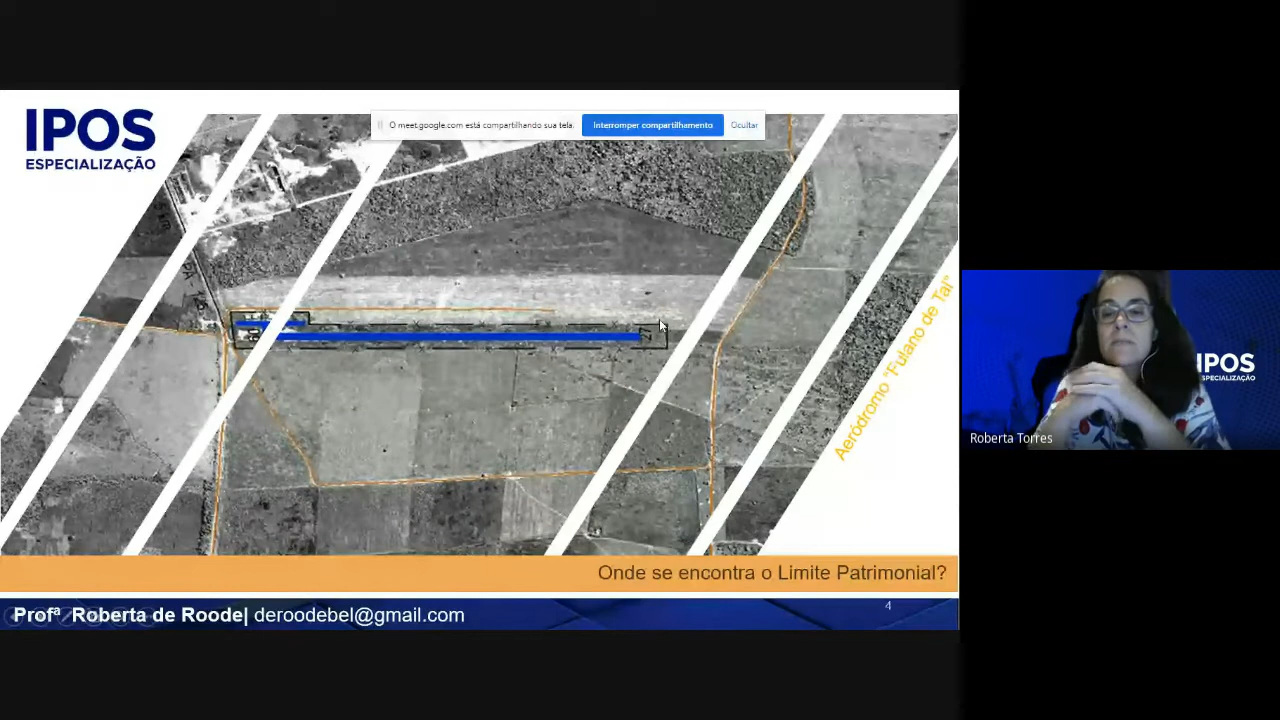 IPOS
ESPECIALIZAÇÃO
O meet.google.com está compartilhando sua tela.
Interromper compartilhamento
Ocultar
27
Aeródromo "Fulano de Tal"
IPOS
ESPECIALIZAÇÃO
Roberta Torres
Onde se encontra o Limite Patrimonial?
4
Profª Roberta de Roode| deroodebel@gmail.com